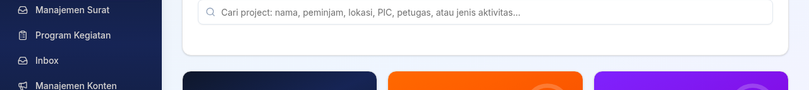 Manajemen Surat
Cari project: nama, peminjam, lokasi, PIC, petugas, atau jenis aktivitas...
Program Kegiatan
Inbox
Manajemen Konten